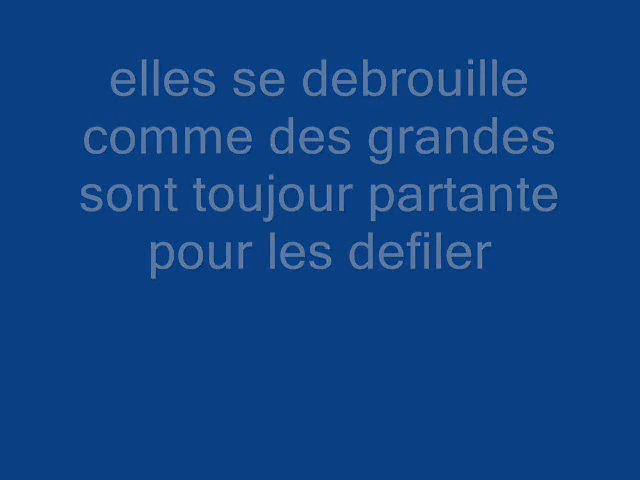 elles se debrouille
comme des grandes
sont toujour partante
pour les defiler